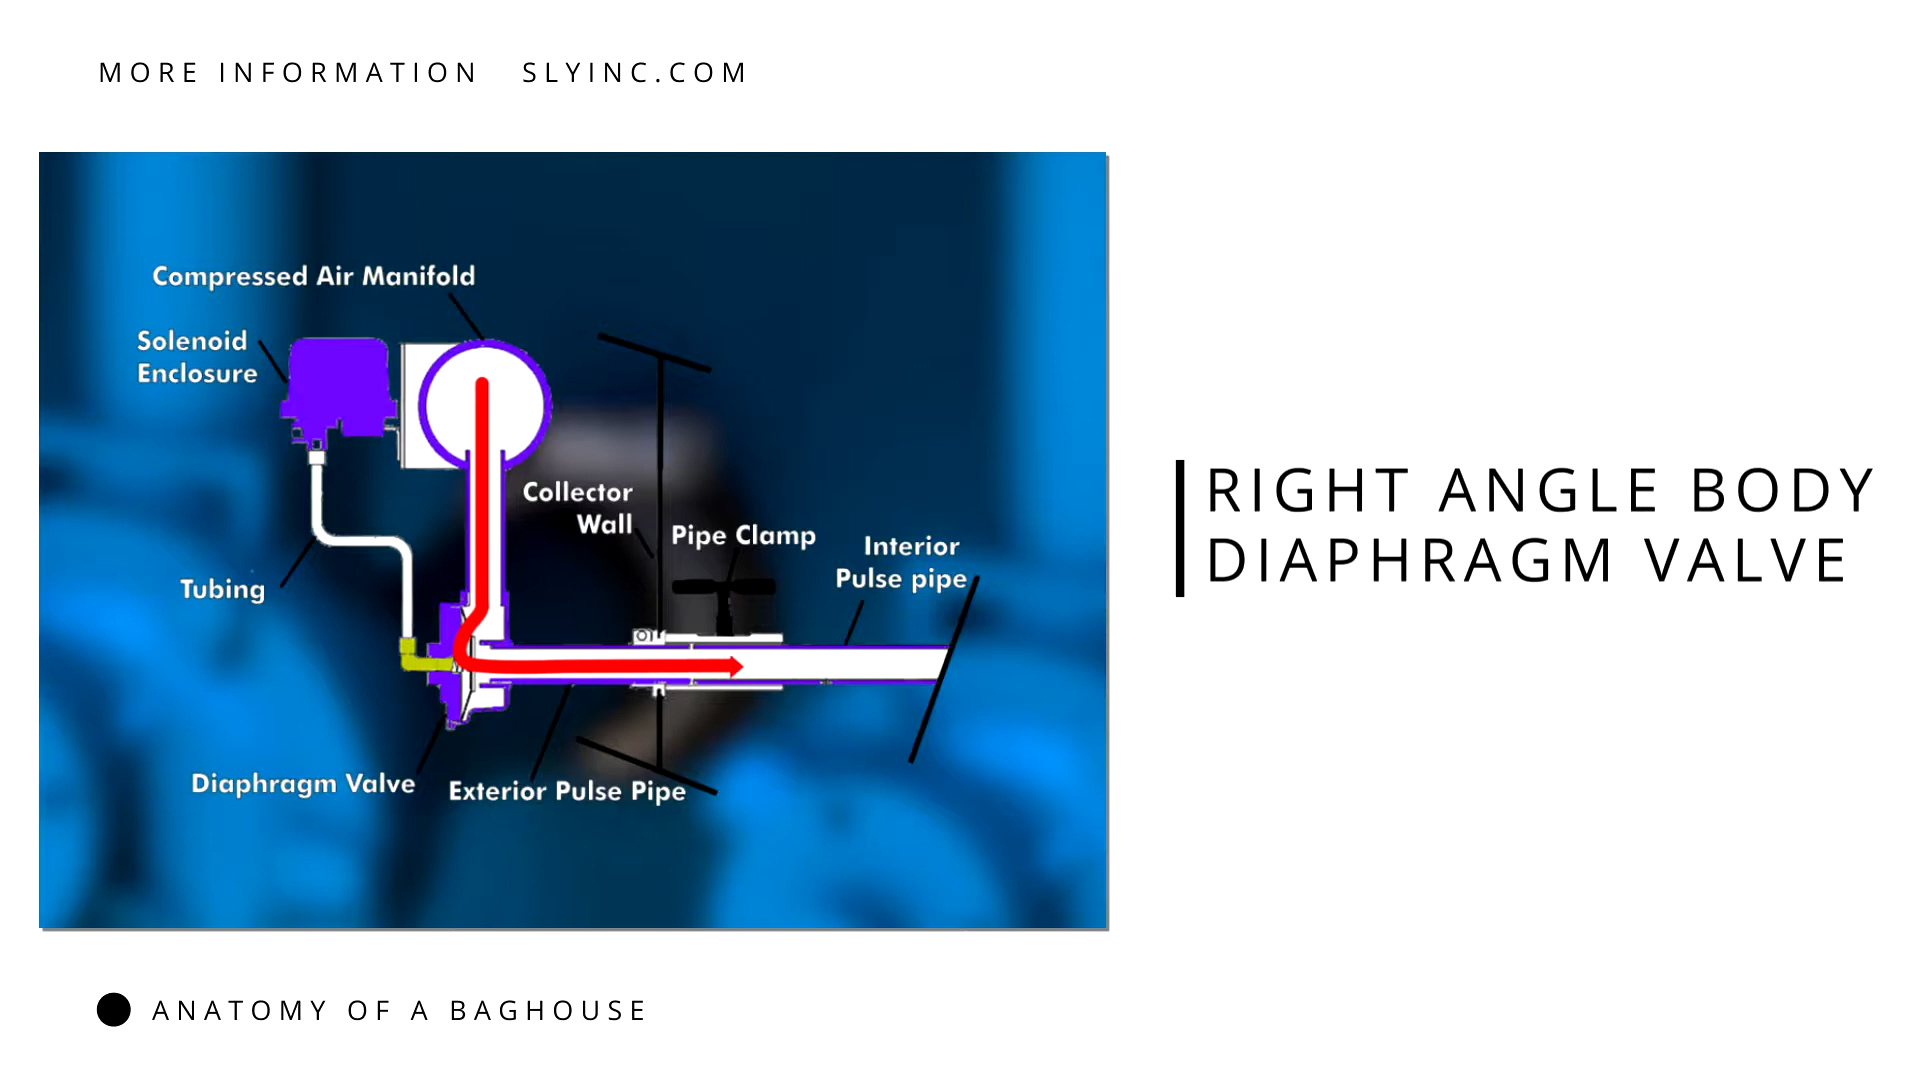 MORE INFORMATION SLYINC.COM
Compressed Air Manifold
Solenoid
Enclosure
Collector
Wall
Pipe Clamp
Interior
Pulse pipe
Tubing
Diaphragm Valve
Exterior Pulse Pipe
RIGHT ANGLE BODY
DIAPHRAGM VALVE
ANATOMY OF A BAGHOUSE